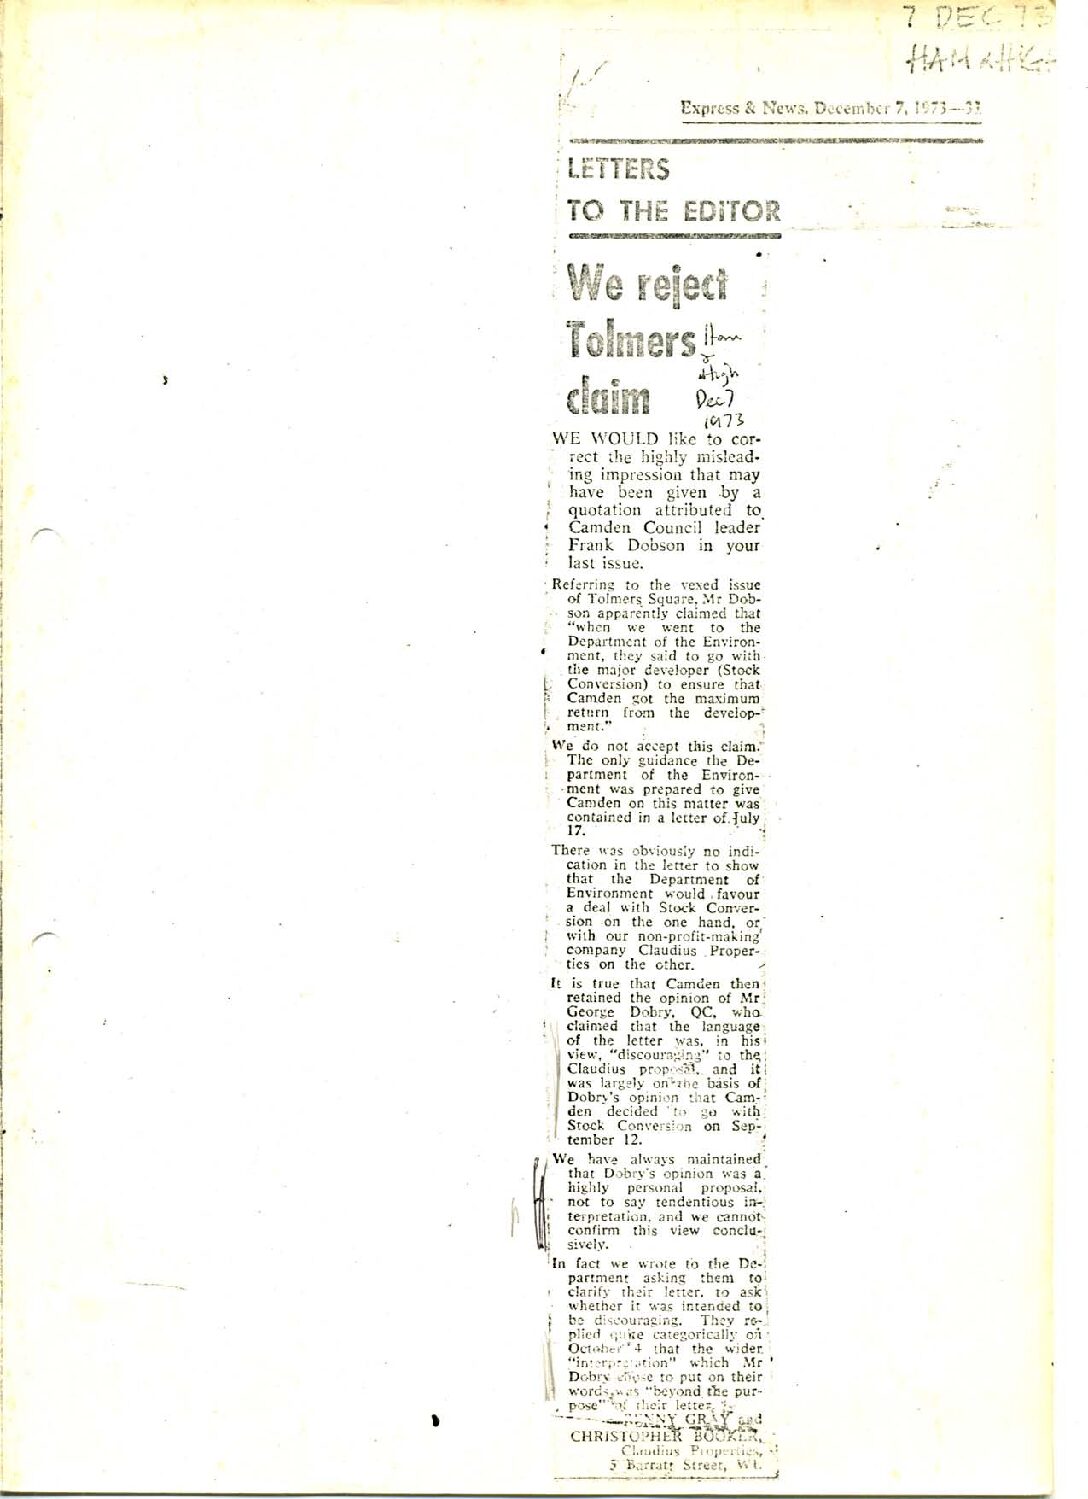 7 DEC 73
HAM & HIGH
Express & News, December 7, 1973—33
LETTERS
TO THE EDITOR
We reject
Tolmers
claim
Ham
&
High
Dec 7
1973
WE WOULD like to cor-
rect the highly mislead-
ing impression that may
have been given by a
quotation attributed to
Camden Council leader
Frank Dobson in your
last issue.
Referring to the vexed issue
of Tolmers Square, Mr Dob-
son apparently claimed that
"when we went to the
Department of the Environ-
ment, they said to go with
the major developer (Stock
Conversion) to ensure that
Camden got the maximum
return from the develop-
ment."
We do not accept this claim.
The only guidance the De-
partment of the Environ-
ment was prepared to give
Camden on this matter was
contained in a letter of July
17.
There was obviously no indi-
cation in the letter to show
that the Department of
Environment would favour
a deal with Stock Conver-
sion on the one hand, or
with our non-profit-making
company Claudius Proper-
ties on the other.
It is true that Camden then
retained the opinion of Mr
George Dobry, QC, who
claimed that the language
of the letter was, in his
view, "discouraging" to the
Claudius proposal, and it
was largely on the basis of
Dobry's opinion that Cam-
den decided to go with
Stock Conversion on Sep-
tember 12.
We have always maintained
that Dobry's opinion was a
highly personal proposal,
not to say tendentious in-
terpretation, and we cannot
confirm this view conclu-
sively.
In fact we wrote to the De-
partment asking them to
clarify their letter, to ask
whether it was intended to
be discouraging. They re-
plied quite categorically on
October 4 that the wider
"interpretation" which Mr
Dobry chose to put on their
words was "beyond the pur-
pose" of their letter.
PENNY GRAY and
CHRISTOPHER BOOKER,
Claudius Properties,
5 Barratt Street, W1.